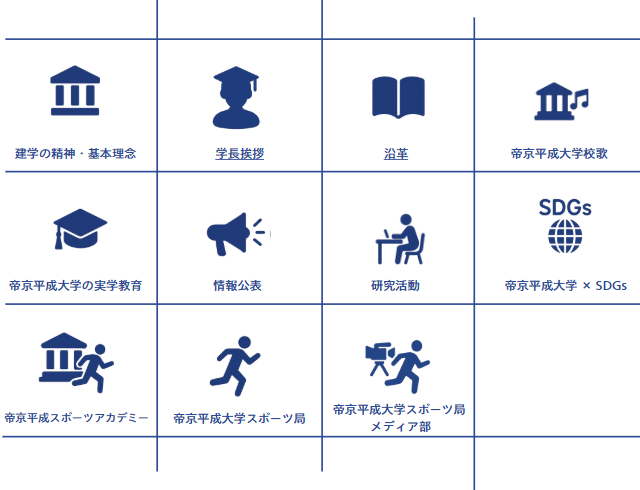 建学の精神・基本理念
学長挨拶
沿革
帝京平成大学校歌
SDGs
帝京平成大学の実学教育
情報公表
研究活動
帝京平成大学 × SDGs
帝京平成スポーツアカデミー
帝京平成大学スポーツ局
帝京平成大学スポーツ局
メディア部